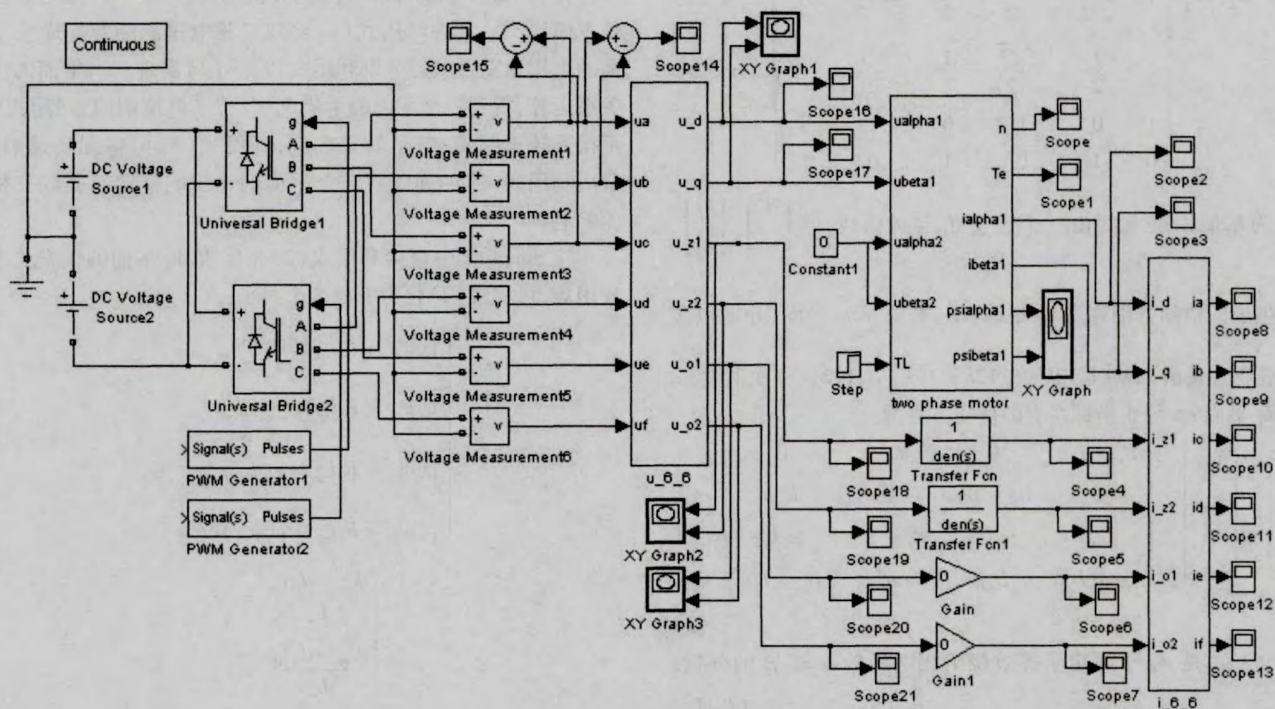 Continuous
Scope15
Scope14
XY Graph1
Scope16
Scope17
DC Voltage
Source1
DC Voltage
Source2
+
g
A
B
C
Universal Bridge1
+
g
A
B
C
Universal Bridge2
Signal(s) Pulses
PWM Generator1
Signal(s) Pulses
PWM Generator2
+ - v
Voltage Measurement1
+ - v
Voltage Measurement2
+ - v
Voltage Measurement3
+ - v
Voltage Measurement4
+ - v
Voltage Measurement5
+ - v
Voltage Measurement6
ua u_d
ub u_q
uc u_z1
ud u_z2
ue u_o1
uf u_o2
u_6_6
XY Graph2
XY Graph3
0
Constant1
Step
ualpha1
ubeta1
ualpha2
ubeta2
TL
n
Te
ialpha1
ibeta1
psialpha1
psibeta1
two phase motor
Scope
Scope1
Scope2
Scope3
XY Graph
1
den(s)
Transfer Fcn
1
den(s)
Transfer Fcn1
0
Gain
0
Gain1
Scope18
Scope19
Scope20
Scope21
Scope4
Scope5
Scope6
Scope7
i_d ia
i_q ib
i_z1 ic
i_z2 id
i_o1 ie
i_o2 if
i_6_6
Scope8
Scope9
Scope10
Scope11
Scope12
Scope13